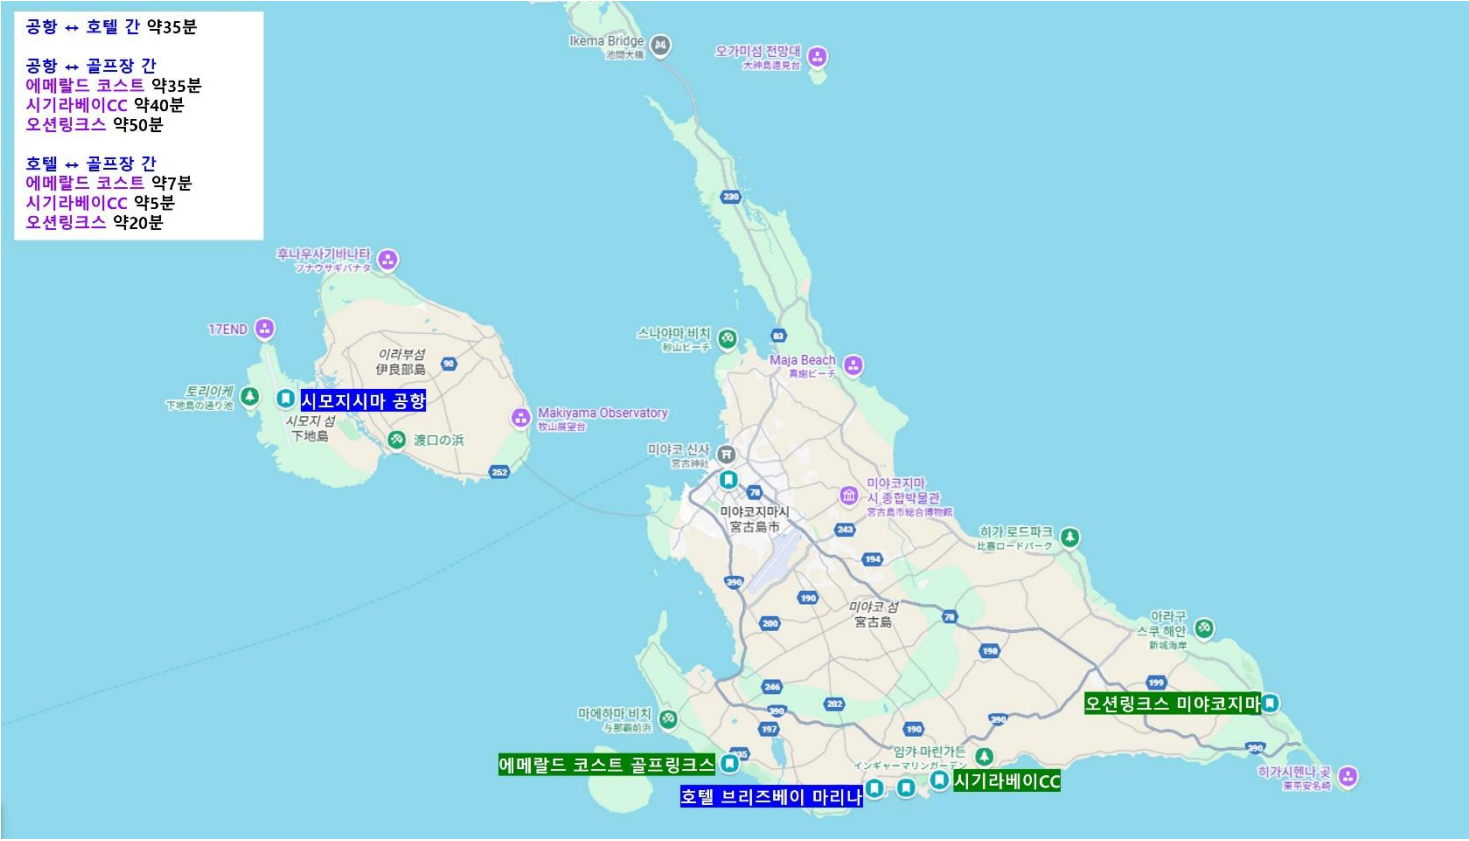 공항 ↔ 호텔 간 약35분
공항 ↔ 골프장 간
에메랄드 코스트 약35분
시기라베이CC 약40분
오션링크스 약50분
호텔 ↔ 골프장 간
에메랄드 코스트 약7분
시기라베이CC 약5분
오션링크스 약20분
Ikema Bridge
池間大橋
오가미섬 전망대
大神島遠見台
230
후나우사기바나타
フナウサギバナタ
17END
이라부섬
伊良部島
90
토리이케
下地島の通り池
시모지시마 공항
시모지 섬
下地島
渡口の浜
Makiyama Observatory
牧山展望台
252
스나야마 비치
砂山ビーチ
83
Maja Beach
真謝ビーチ
미야코 신사
宮古神社
78
미야코지마시
宮古島市
미야코지마
시 종합박물관
宮古島市総合博物館
243
194
히가 로드파크
比嘉ロードパーク
390
190
200
미야코 섬
宮古島
78
198
아라구
스쿠 해안
新城海岸
199
오션링크스 미야코지마
246
202
390
197
190
390
390
마에하마 비치
与那覇前浜
235
에메랄드 코스트 골프링크스
임갸 마린가든
インギャーマリンガーデン
시기라베이CC
호텔 브리즈베이 마리나
히가시헨나 곶
東平安名崎